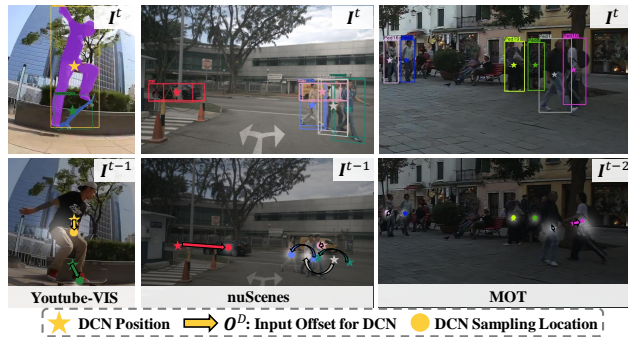 I^t
I^t
I^t
I^{t-1}
I^{t-1}
I^{t-2}
Youtube-VIS
nuScenes
MOT
DCN Position
O^D: Input Offset for DCN
DCN Sampling Location